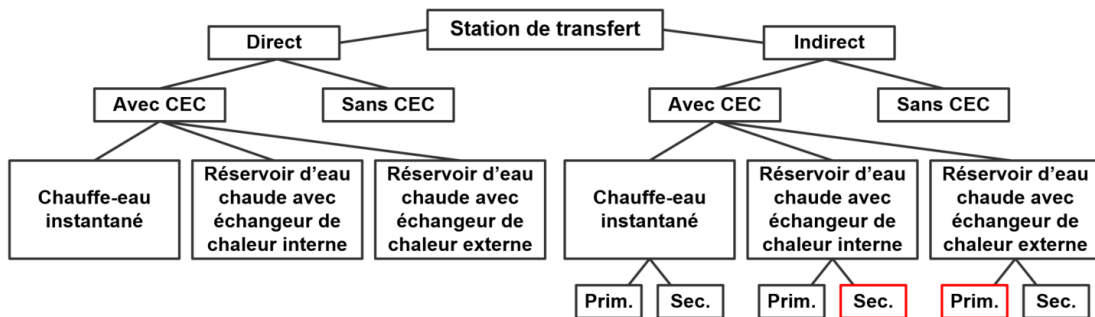 Station de transfert
Direct
Indirect
Avec CEC
Sans CEC
Avec CEC
Sans CEC
Chauffe-eau
instantané
Réservoir d’eau
chaude avec
échangeur de
chaleur interne
Réservoir d’eau
chaude avec
échangeur de
chaleur externe
Chauffe-eau
instantané
Réservoir d’eau
chaude avec
échangeur de
chaleur interne
Réservoir d’eau
chaude avec
échangeur de
chaleur externe
Prim.
Sec.
Prim.
Sec.
Prim.
Sec.